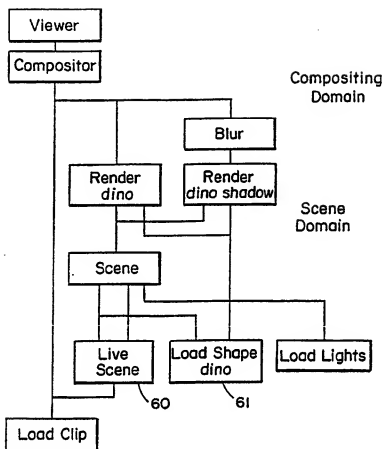 Viewer
Compositor
Compositing
Domain
Blur
Render
dino
Render
dino shadow
Scene
Domain
Scene
Live
Scene
Load Shape
dino
Load Lights
60
61
Load Clip